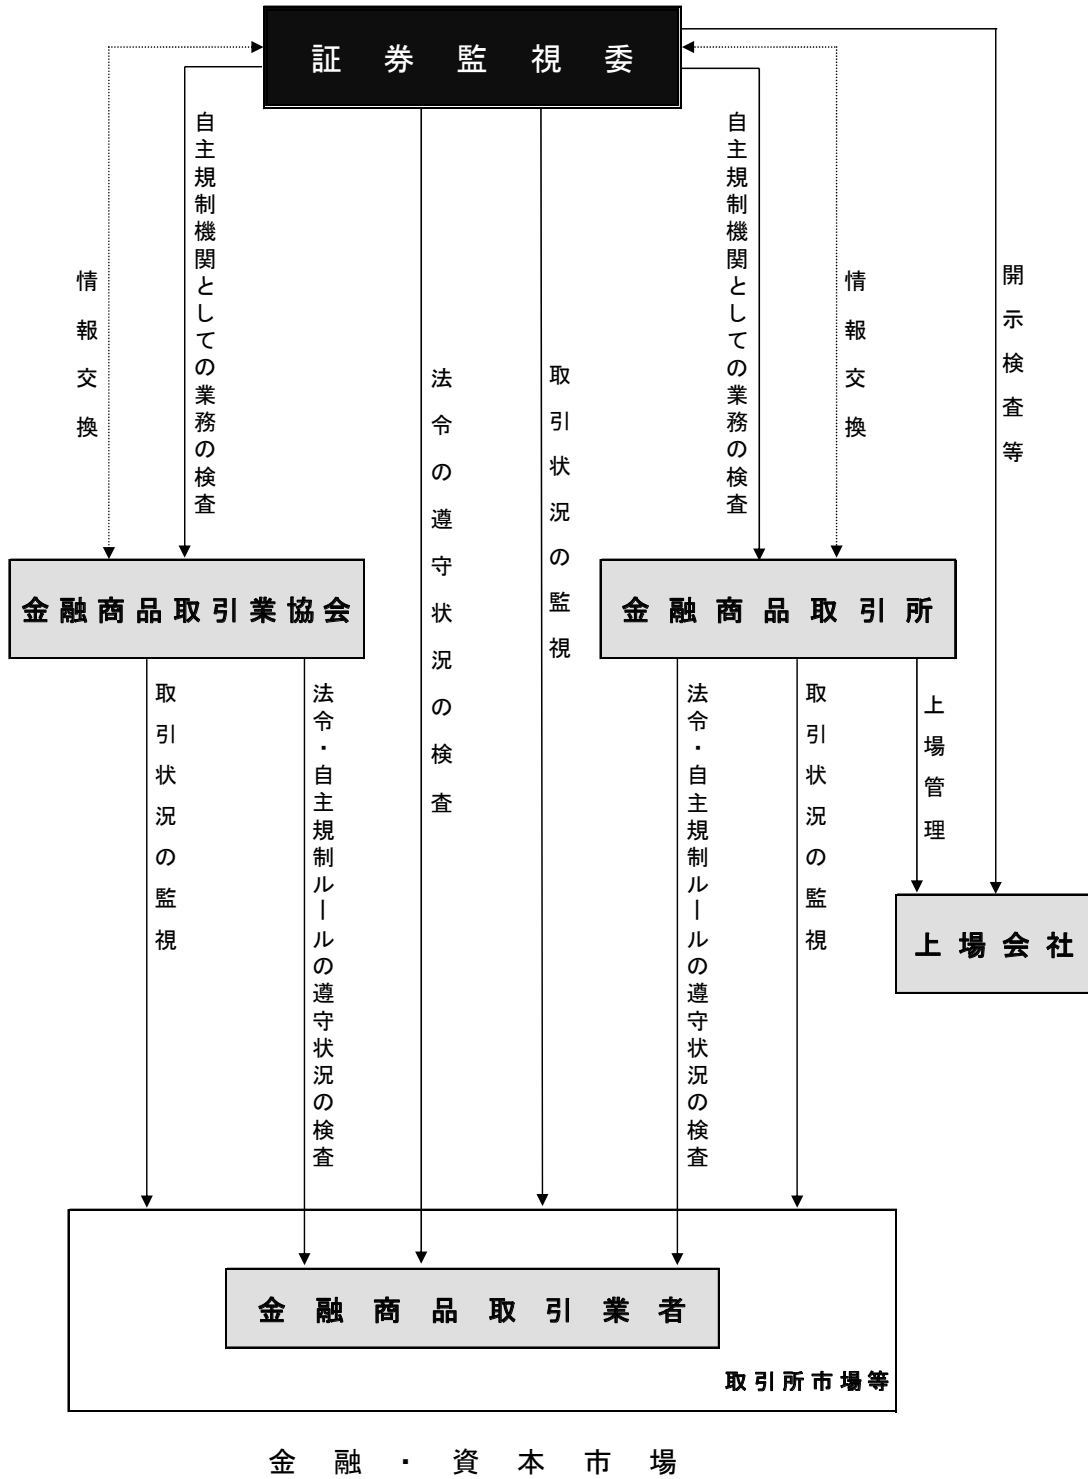 証券監視委
情報交換
自主規制機関としての業務の検査
法令の遵守状況の検査
取引状況の監視
自主規制機関としての業務の検査
情報交換
開示検査等
金融商品取引業協会
金融商品取引所
取引状況の監視
法令・自主規制ルールの遵守状況の検査
法令・自主規制ルールの遵守状況の検査
取引状況の監視
上場管理
上場会社
金融商品取引業者
取引所市場等
金融・資本市場